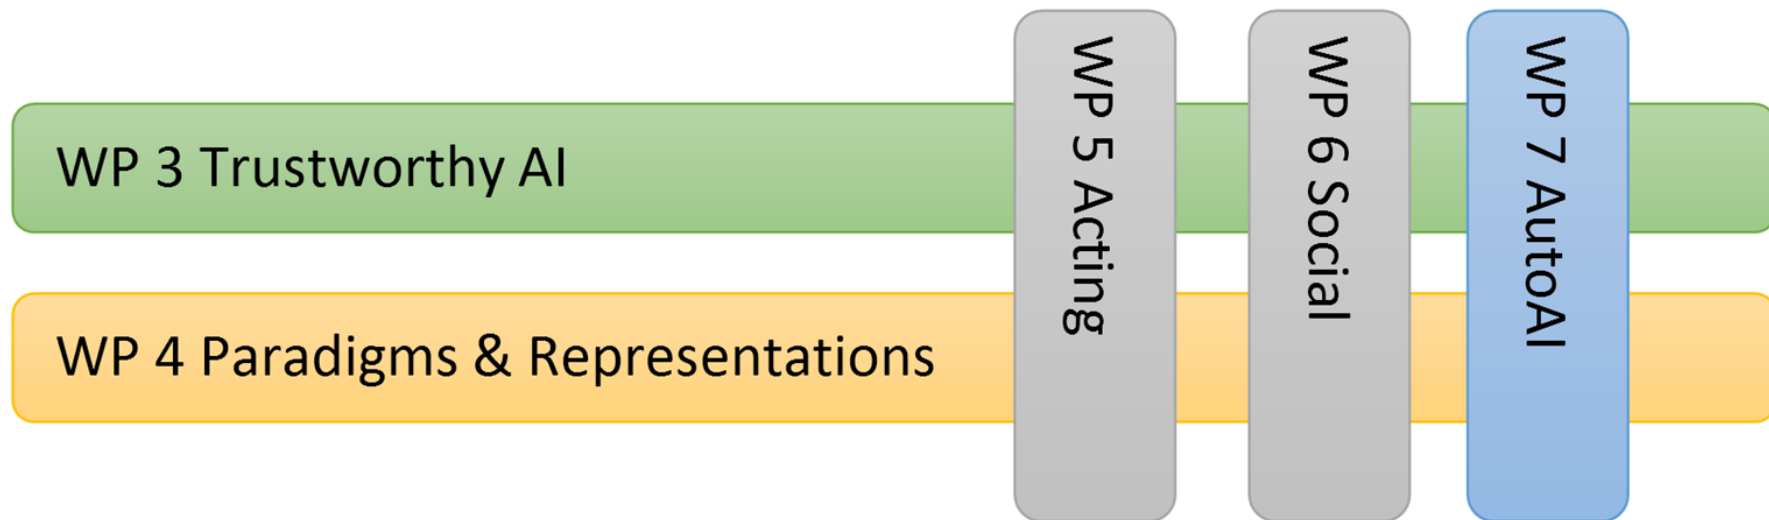 WP 3 Trustworthy AI
WP 4 Paradigms & Representations
WP 5 Acting
WP 6 Social
WP 7 AutoAI